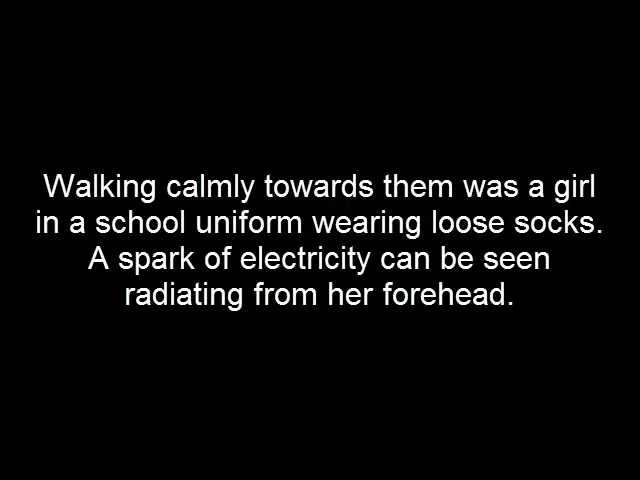 Walking calmly towards them was a girl
in a school uniform wearing loose socks.
A spark of electricity can be seen
radiating from her forehead.